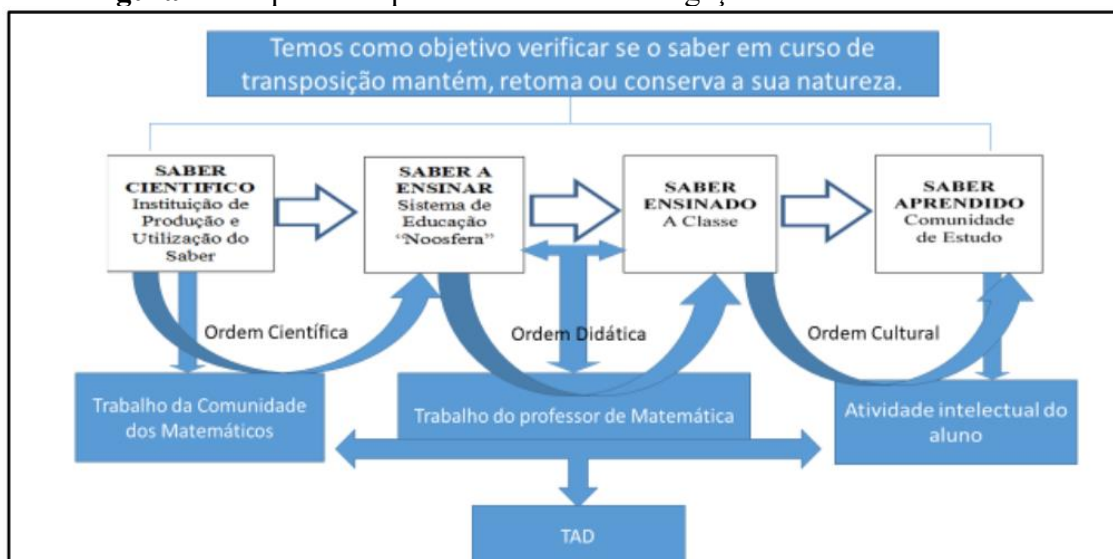 Temos como objetivo verificar se o saber em curso de
transposição mantém, retoma ou conserva a sua natureza.
SABER
CIENTÍFICO
Instituição de
Produção e
Utilização do
Saber
SABER A
ENSINAR
Sistema de
Educação
“Noosfera”
SABER
ENSINADO
A Classe
SABER
APRENDIDO
Comunidade
de Estudo
Ordem Científica
Ordem Didática
Ordem Cultural
Trabalho da Comunidade
dos Matemáticos
Trabalho do professor de Matemática
Atividade intelectual do
aluno
TAD